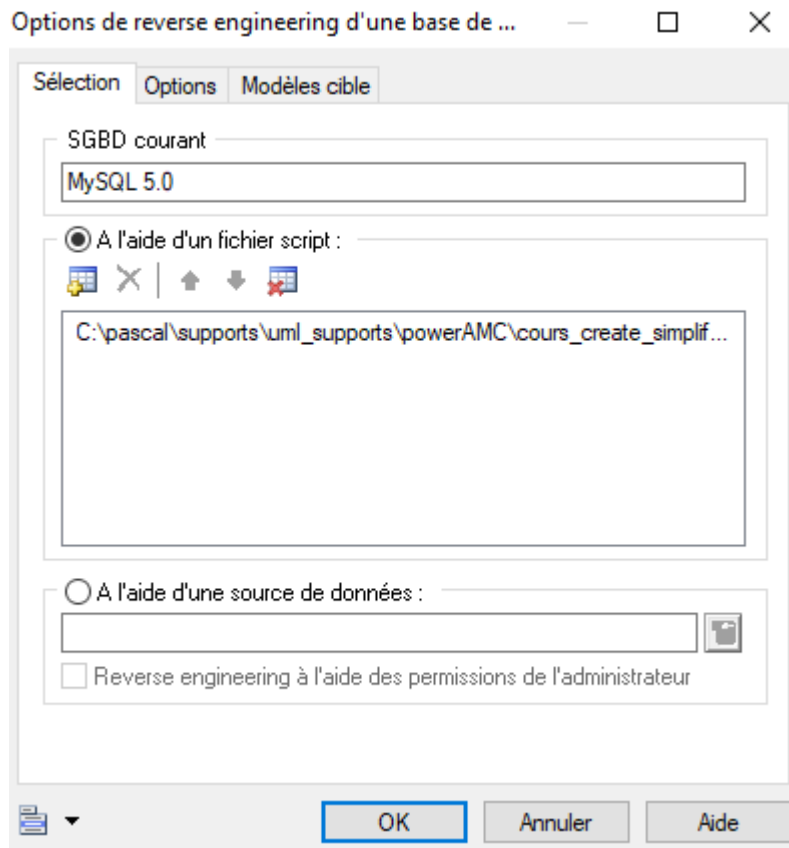 Options de reverse engineering d'une base de ...
Sélection Options Modèles cible
SGBD courant
MySQL 5.0
A l'aide d'un fichier script :
C:\pascal\supports\uml_supports\powerAMC\cours_create_simplif...
A l'aide d'une source de données :
Reverse engineering à l'aide des permissions de l'administrateur
OK Annuler Aide